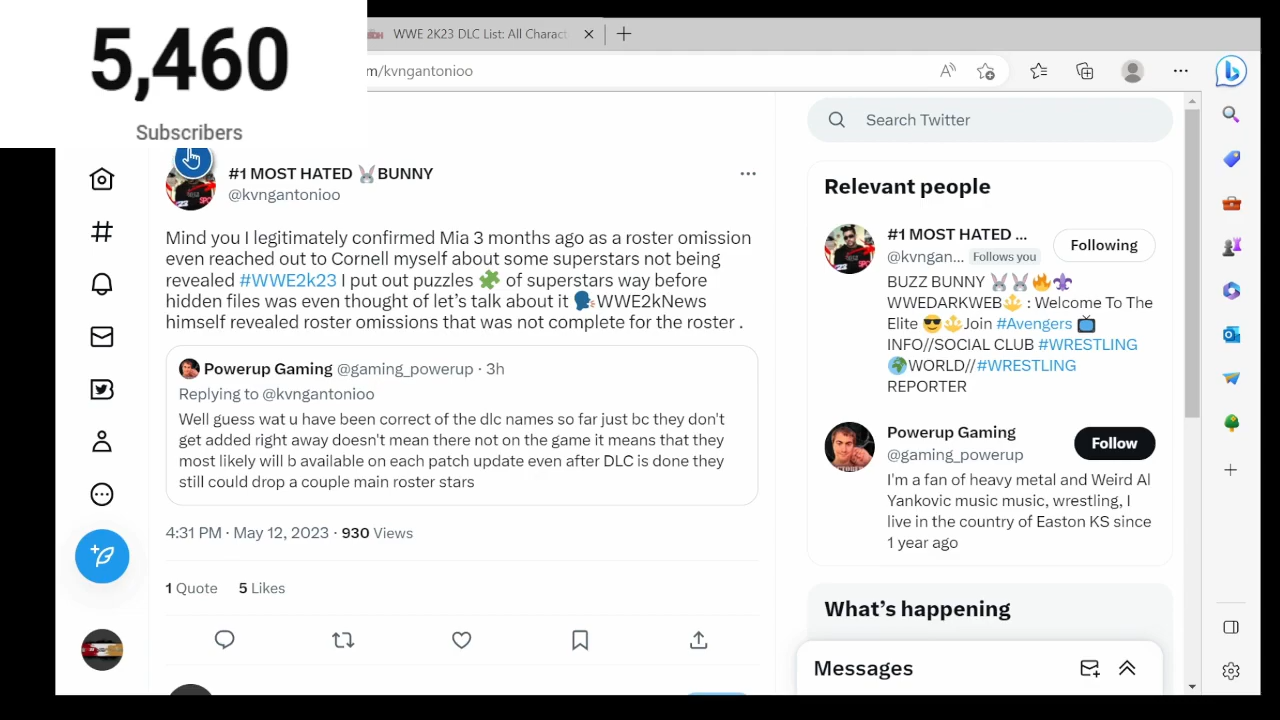 5,460
Subscribers
WWE 2K23 DLC List: All Charact
m/kvngantonioo
Search Twitter
#1 MOST HATED 🐰BUNNY
@kvngantonioo
Mind you I legitimately confirmed Mia 3 months ago as a roster omission
even reached out to Cornell myself about some superstars not being
revealed #WWE2k23 I put out puzzles 🧩 of superstars way before
hidden files was even thought of let's talk about it 🗣WWE2kNews
himself revealed roster omissions that was not complete for the roster .
Powerup Gaming @gaming_powerup · 3h
Replying to @kvngantonioo
Well guess wat u have been correct of the dlc names so far just bc they don't
get added right away doesn't mean there not on the game it means that they
most likely will b available on each patch update even after DLC is done they
still could drop a couple main roster stars
4:31 PM · May 12, 2023 · 930 Views
1 Quote 5 Likes
Relevant people
#1 MOST HATED ...
@kvngan... Follows you
Following
BUZZ BUNNY 🐰🐰🔥⚜
WWEDARKWEB🔱 : Welcome To The
Elite 😎🔱Join #Avengers 📺
INFO//SOCIAL CLUB #WRESTLING
🌍WORLD//#WRESTLING
REPORTER
Powerup Gaming
@gaming_powerup
Follow
I'm a fan of heavy metal and Weird Al
Yankovic music music, wrestling, I
live in the country of Easton KS since
1 year ago
What's happening
Messages